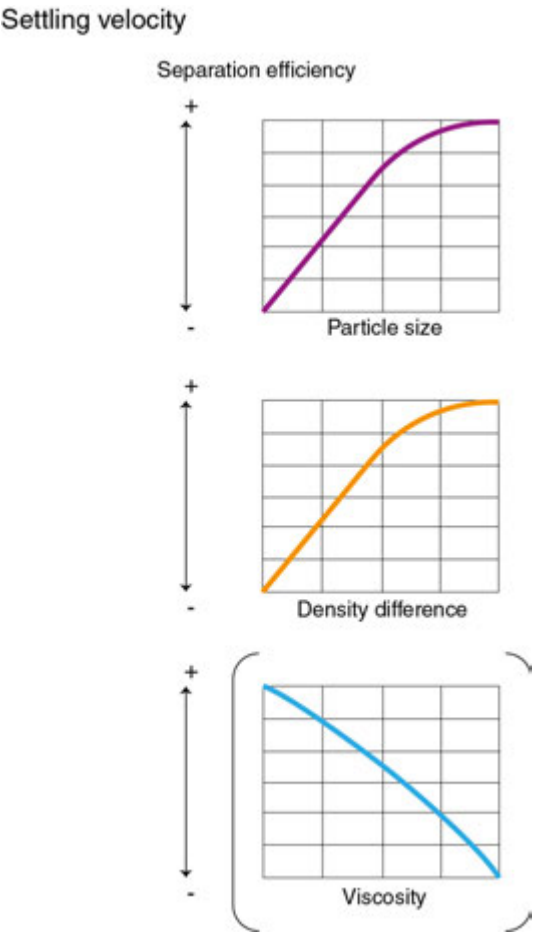 Settling velocity
Separation efficiency
+
-
Particle size
+
-
Density difference
+
-
Viscosity